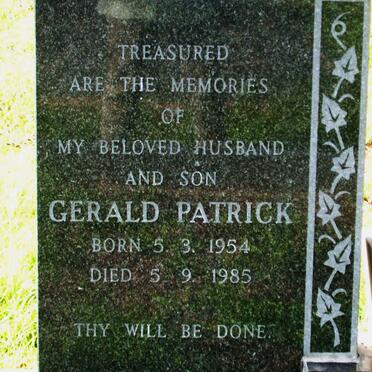 TREASURED
ARE THE MEMORIES
OF
MY BELOVED HUSBAND
AND SON
GERALD PATRICK
BORN 5. 3. 1954
DIED 5 9. 1985
THY WILL BE DONE.